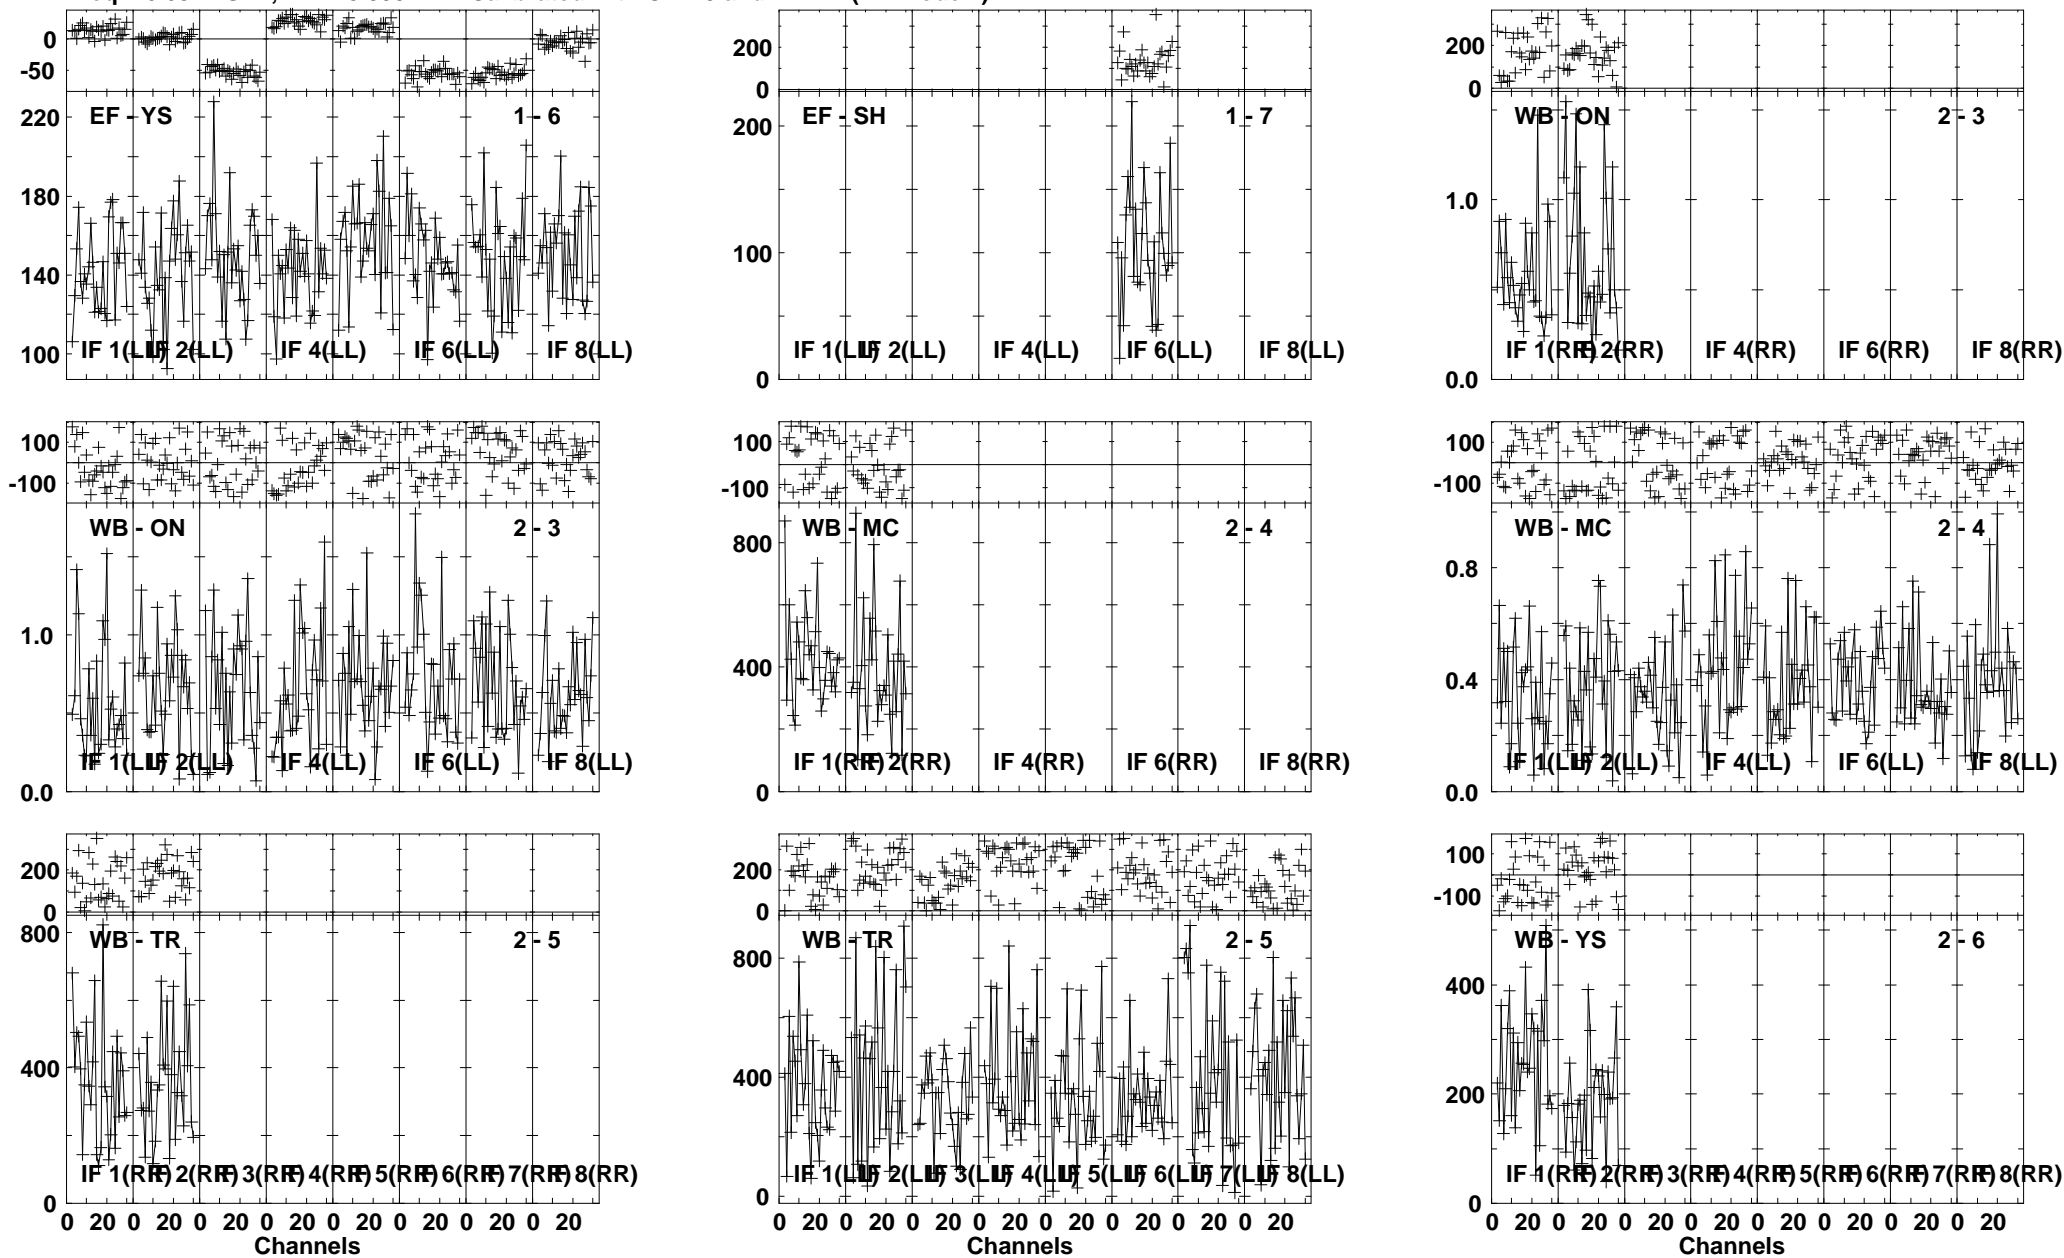 0
-50
220
180
140
100
EF - YS 1 - 6
IF 1(LL) IF 2(LL) IF 4(LL) IF 6(LL) IF 8(LL)
200
0
200
100
0
EF - SH 1 - 7
IF 1(LL) IF 2(LL) IF 4(LL) IF 6(LL) IF 8(LL)
200
0
1.0
0.0
WB - ON 2 - 3
IF 1(RR) IF 2(RR) IF 4(RR) IF 6(RR) IF 8(RR)
100
-100
1.0
0.0
WB - ON 2 - 3
IF 1(LL) IF 2(LL) IF 4(LL) IF 6(LL) IF 8(LL)
100
-100
800
400
0
WB - MC 2 - 4
IF 1(RR) IF 2(RR) IF 4(RR) IF 6(RR) IF 8(RR)
100
-100
0.8
0.4
0.0
WB - MC 2 - 4
IF 1(LL) IF 2(LL) IF 4(LL) IF 6(LL) IF 8(LL)
200
0
800
400
0
WB - TR 2 - 5
IF 1(RR) IF 2(RR) IF 3(RR) IF 4(RR) IF 5(RR) IF 6(RR) IF 7(RR) IF 8(RR)
0 20 0 20 0 20 0 20 0 20 0 20 0 20 0 20
Channels
200
0
800
400
0
WB - TR 2 - 5
IF 1(LL) IF 2(LL) IF 3(LL) IF 4(LL) IF 5(LL) IF 6(LL) IF 7(LL) IF 8(LL)
0 20 0 20 0 20 0 20 0 20 0 20 0 20 0 20
Channels
100
-100
400
200
0
WB - YS 2 - 6
IF 1(RR) IF 2(RR) IF 3(RR) IF 4(RR) IF 5(RR) IF 6(RR) IF 7(RR) IF 8(RR)
0 20 0 20 0 20 0 20 0 20 0 20 0 20 0 20
Channels